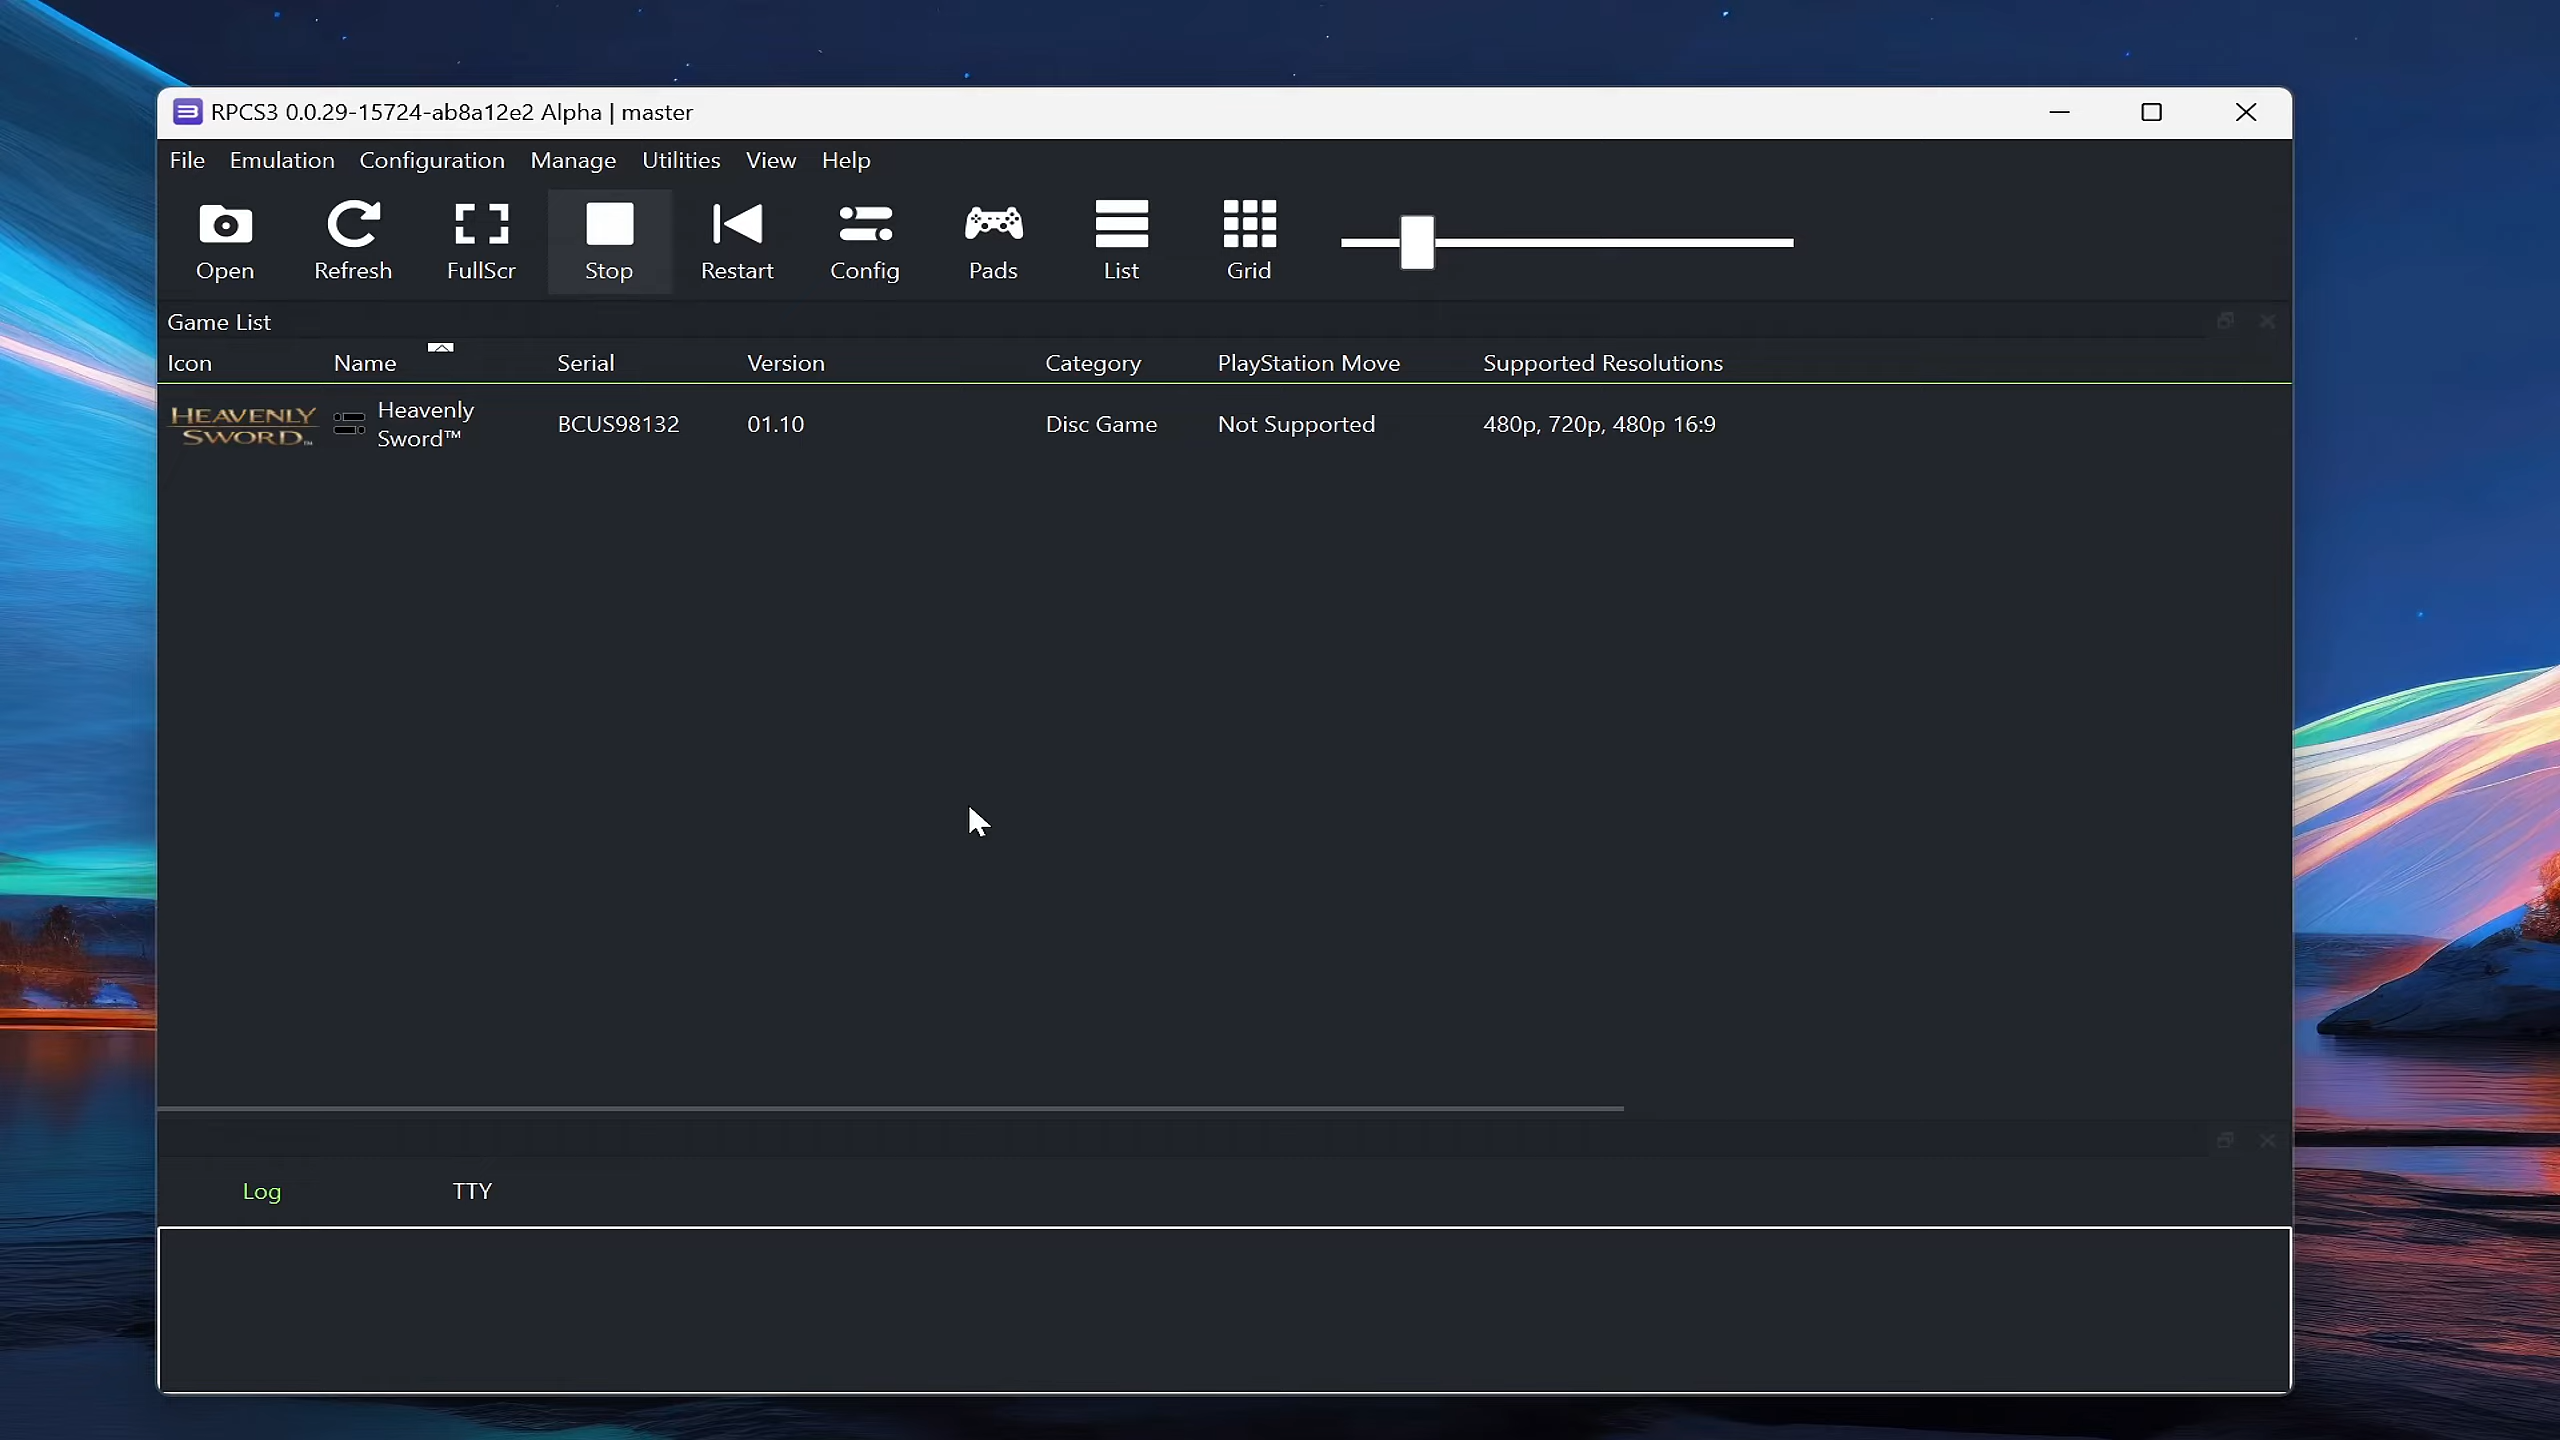 RPCS3 0.0.29-15724-ab8a12e2 Alpha | master
File Emulation Configuration Manage Utilities View Help
Open Refresh FullScr Stop Restart Config Pads List Grid
Game List
Icon Name Serial Version Category PlayStation Move Supported Resolutions
HEAVENLY
SWORD™
Heavenly
Sword™
BCUS98132 01.10 Disc Game Not Supported 480p, 720p, 480p 16:9
Log TTY